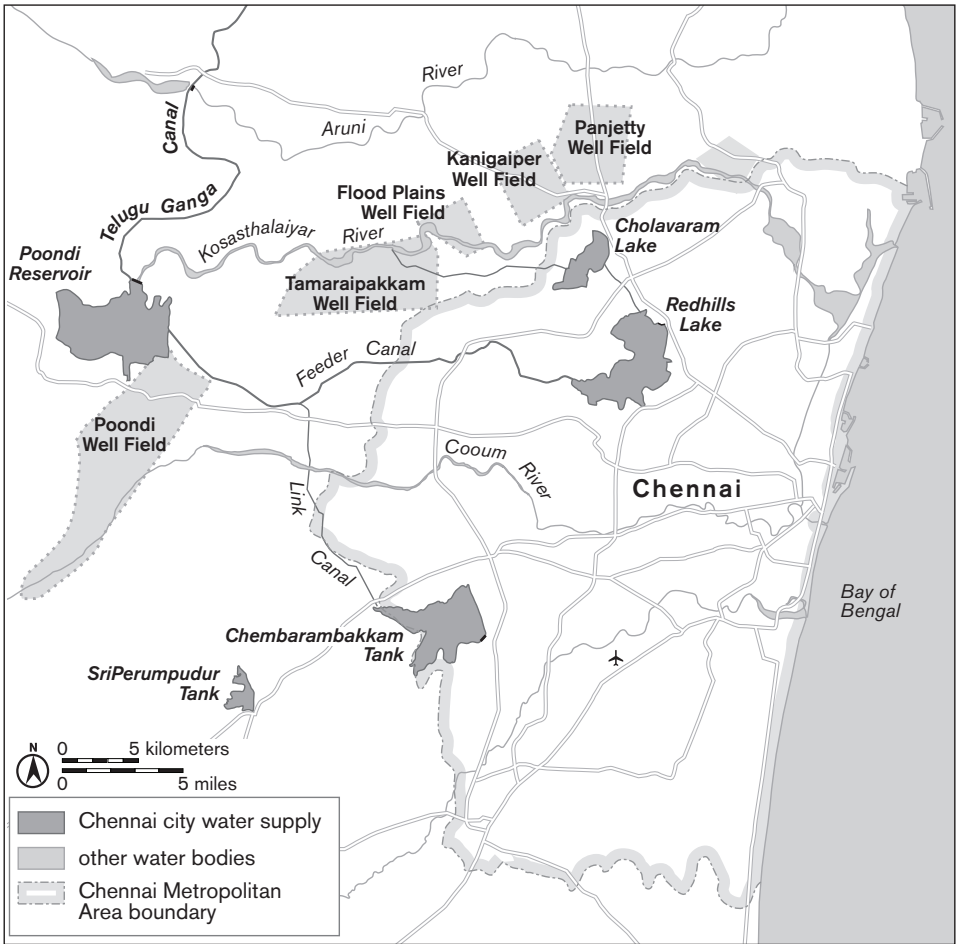 River
Aruni
Canal
Telugu Ganga
Panjetty
Well Field
Kanigaiper
Well Field
Flood Plains
Well Field
Kosasthalaiyar
River
Cholavaram
Lake
Poondi
Reservoir
Tamaraipakkam
Well Field
Redhills
Lake
Feeder Canal
Poondi
Well Field
Cooum
River
Chennai
Link
Canal
Bay of
Bengal
Chembarambakkam
Tank
SriPerumpudur
Tank
N
0 5 kilometers
0 5 miles
Chennai city water supply
other water bodies
Chennai Metropolitan
Area boundary